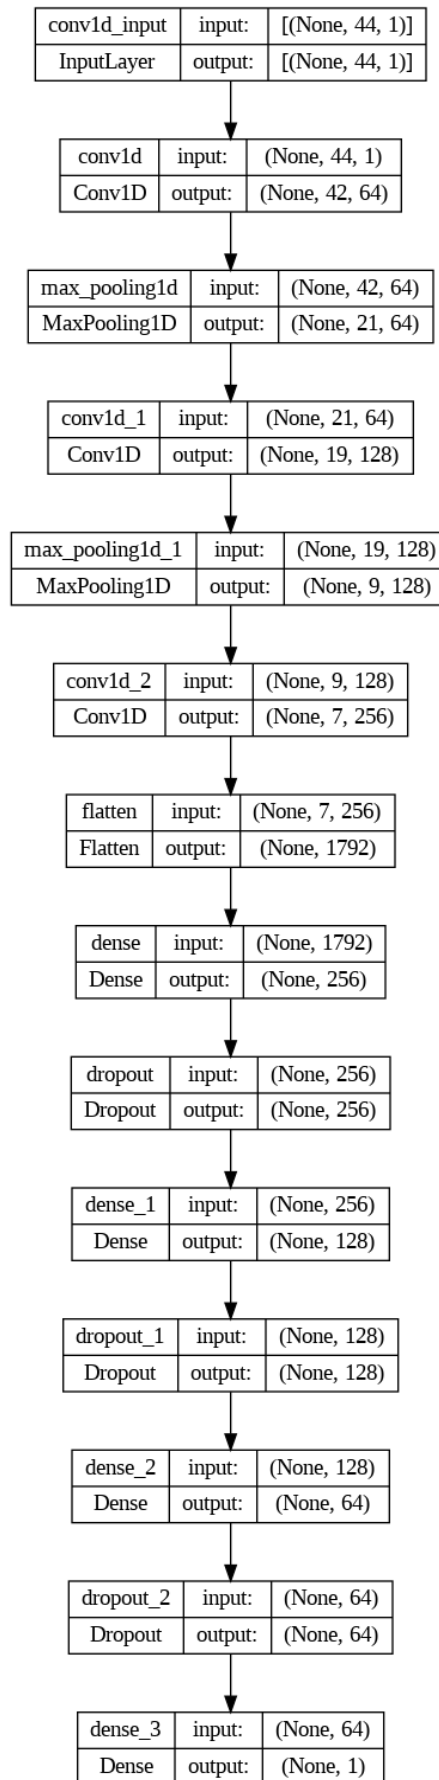 conv1d_input input: [(None, 44, 1)]
InputLayer output: [(None, 44, 1)]
conv1d input: (None, 44, 1)
Conv1D output: (None, 42, 64)
max_pooling1d input: (None, 42, 64)
MaxPooling1D output: (None, 21, 64)
conv1d_1 input: (None, 21, 64)
Conv1D output: (None, 19, 128)
max_pooling1d_1 input: (None, 19, 128)
MaxPooling1D output: (None, 9, 128)
conv1d_2 input: (None, 9, 128)
Conv1D output: (None, 7, 256)
flatten input: (None, 7, 256)
Flatten output: (None, 1792)
dense input: (None, 1792)
Dense output: (None, 256)
dropout input: (None, 256)
Dropout output: (None, 256)
dense_1 input: (None, 256)
Dense output: (None, 128)
dropout_1 input: (None, 128)
Dropout output: (None, 128)
dense_2 input: (None, 128)
Dense output: (None, 64)
dropout_2 input: (None, 64)
Dropout output: (None, 64)
dense_3 input: (None, 64)
Dense output: (None, 1)